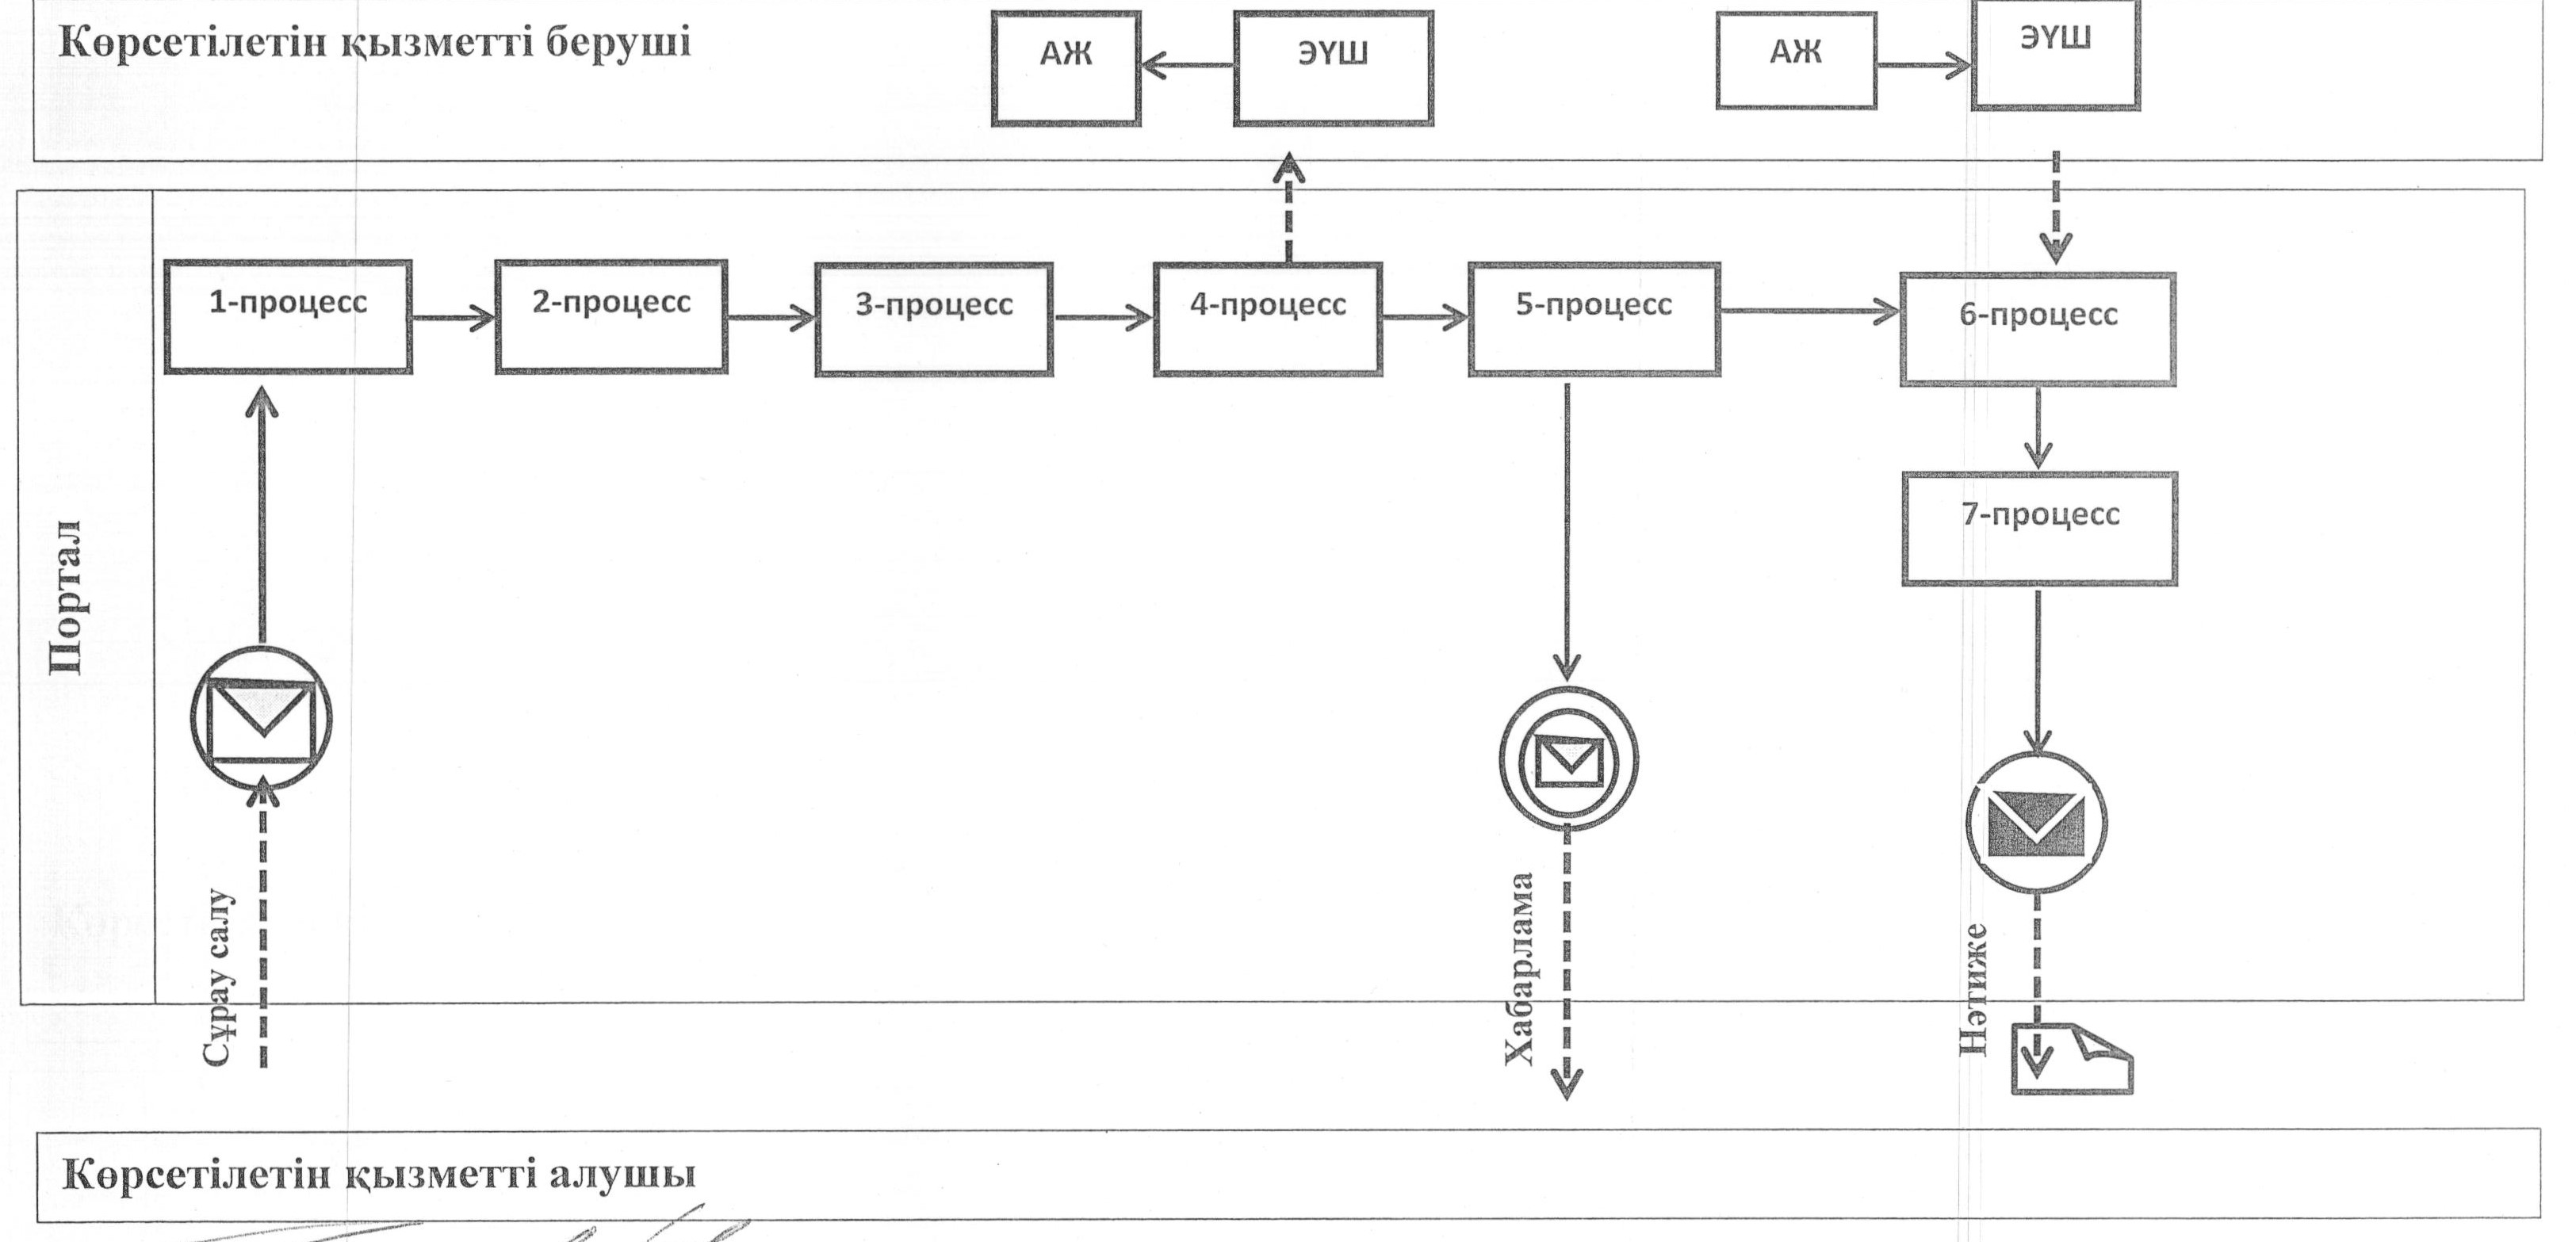 Көрсетілетін қызметті беруші
АЖ
ЭҮШ
АЖ
ЭҮШ
Портал
1-процесс
2-процесс
3-процесс
4-процесс
5-процесс
6-процесс
7-процесс
Сұрау салу
Хабарлама
Нәтиже
Көрсетілетін қызметті алушы